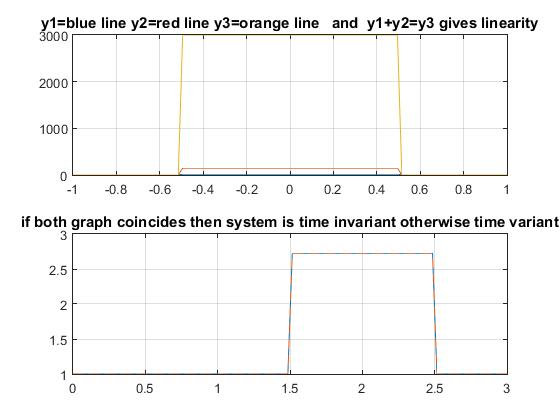 y1=blue line y2=red line y3=orange line   and  y1+y2=y3 gives linearity
3000
2000
1000
0
-1 -0.8 -0.6 -0.4 -0.2 0 0.2 0.4 0.6 0.8 1
if both graph coincides then system is time invariant otherwise time variant
3
2.5
2
1.5
1
0 0.5 1 1.5 2 2.5 3